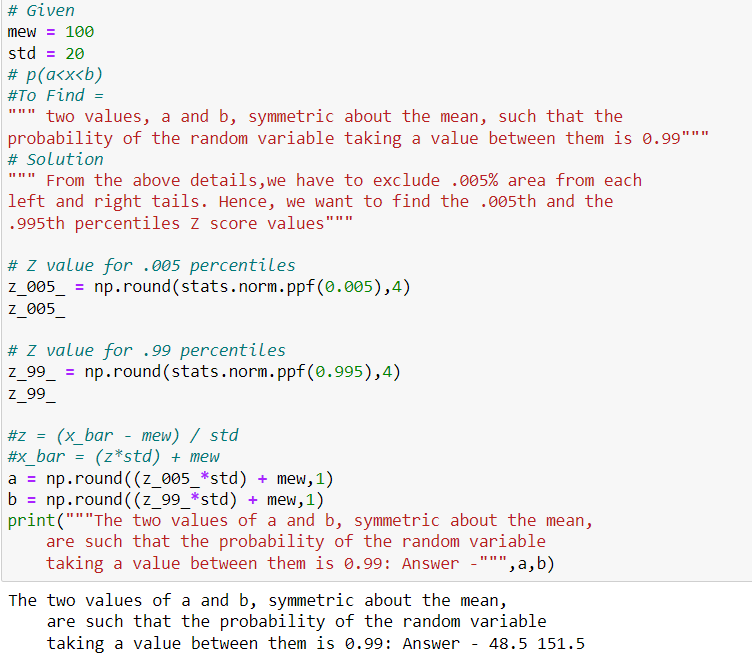 # Given
mew = 100
std = 20
# p(a<x<b)
#To Find =
""" two values, a and b, symmetric about the mean, such that the
probability of the random variable taking a value between them is 0.99"""
# Solution
""" From the above details,we have to exclude .005% area from each
left and right tails. Hence, we want to find the .005th and the
.995th percentiles Z score values"""
# Z value for .005 percentiles
z_005_ = np.round(stats.norm.ppf(0.005),4)
z_005_
# Z value for .99 percentiles
z_99_ = np.round(stats.norm.ppf(0.995),4)
z_99_
#z = (x_bar - mew) / std
#x_bar = (z*std) + mew
a = np.round((z_005_*std) + mew,1)
b = np.round((z_99_*std) + mew,1)
print("""The two values of a and b, symmetric about the mean,
    are such that the probability of the random variable
    taking a value between them is 0.99: Answer -""",a,b)
The two values of a and b, symmetric about the mean,
    are such that the probability of the random variable
    taking a value between them is 0.99: Answer - 48.5 151.5